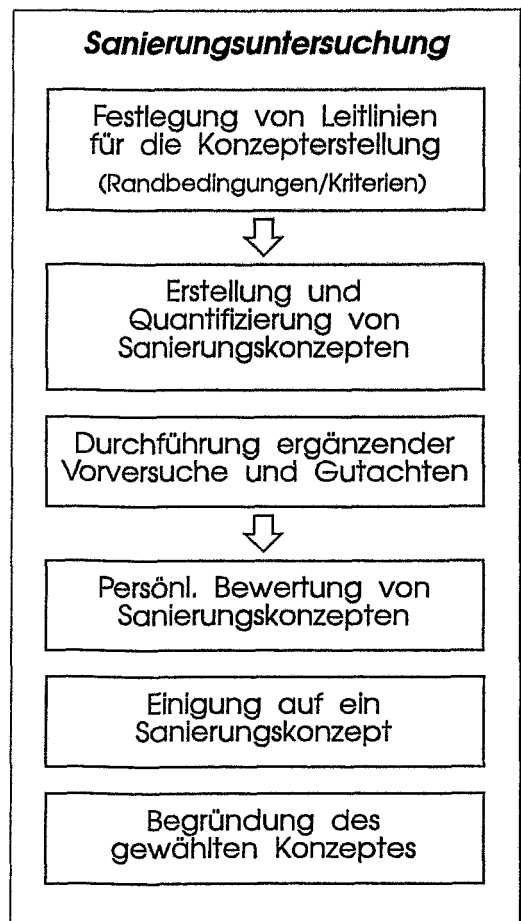 Sanierungsuntersuchung
Festlegung von Leitlinien
für die Konzepterstellung
(Randbedingungen/Kriterien)
Erstellung und
Quantifizierung von
Sanierungskonzepten
Durchführung ergänzender
Vorversuche und Gutachten
Persönl. Bewertung von
Sanierungskonzepten
Einigung auf ein
Sanierungskonzept
Begründung des
gewählten Konzeptes